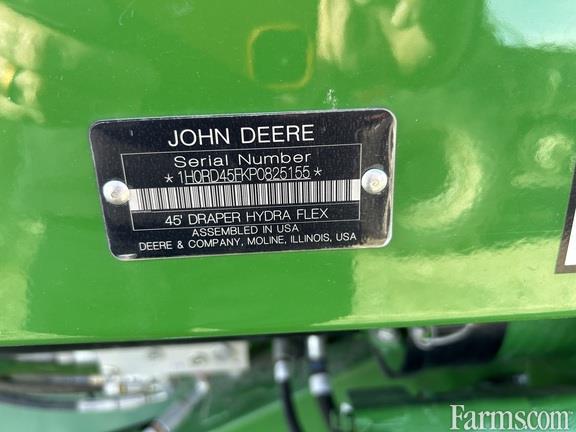 JOHN DEERE
Serial Number
*1H0RD45FKP0825155*
45' DRAPER HYDRA FLEX
ASSEMBLED IN USA
DEERE & COMPANY, MOLINE, ILLINOIS, USA
Farms.com